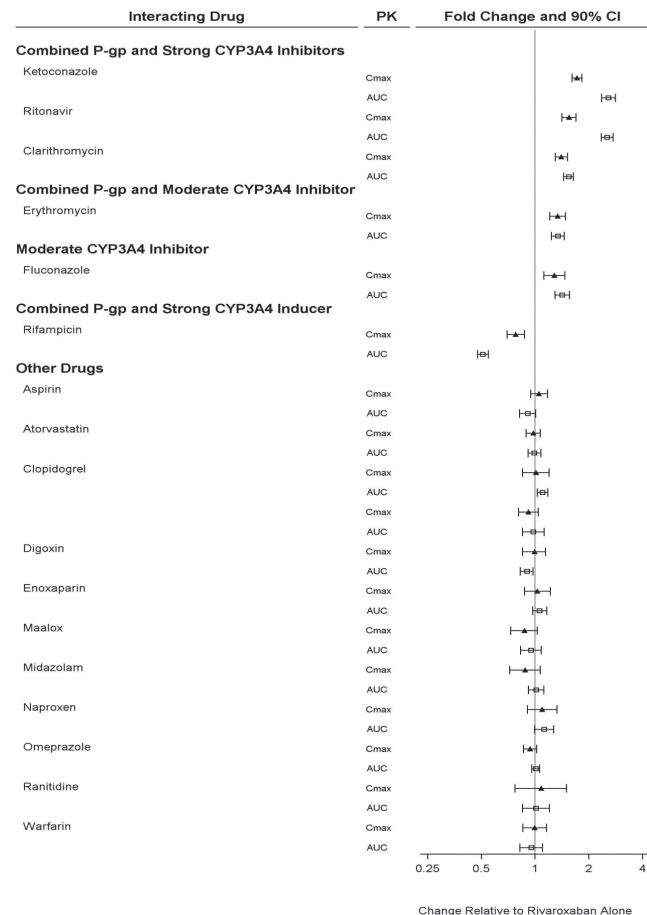 Interacting Drug PK Fold Change and 90% CI
Combined P-gp and Strong CYP3A4 Inhibitors
Ketoconazole Cmax
AUC
Ritonavir Cmax
AUC
Clarithromycin Cmax
AUC
Combined P-gp and Moderate CYP3A4 Inhibitor
Erythromycin Cmax
AUC
Moderate CYP3A4 Inhibitor
Fluconazole Cmax
AUC
Combined P-gp and Strong CYP3A4 Inducer
Rifampicin Cmax
AUC
Other Drugs
Aspirin Cmax
AUC
Atorvastatin Cmax
AUC
Clopidogrel Cmax
AUC
Cmax
AUC
Digoxin Cmax
AUC
Enoxaparin Cmax
AUC
Maalox Cmax
AUC
Midazolam Cmax
AUC
Naproxen Cmax
AUC
Omeprazole Cmax
AUC
Ranitidine Cmax
AUC
Warfarin Cmax
AUC
0.25 0.5 1 2 4
Change Relative to Rivaroxaban Alone